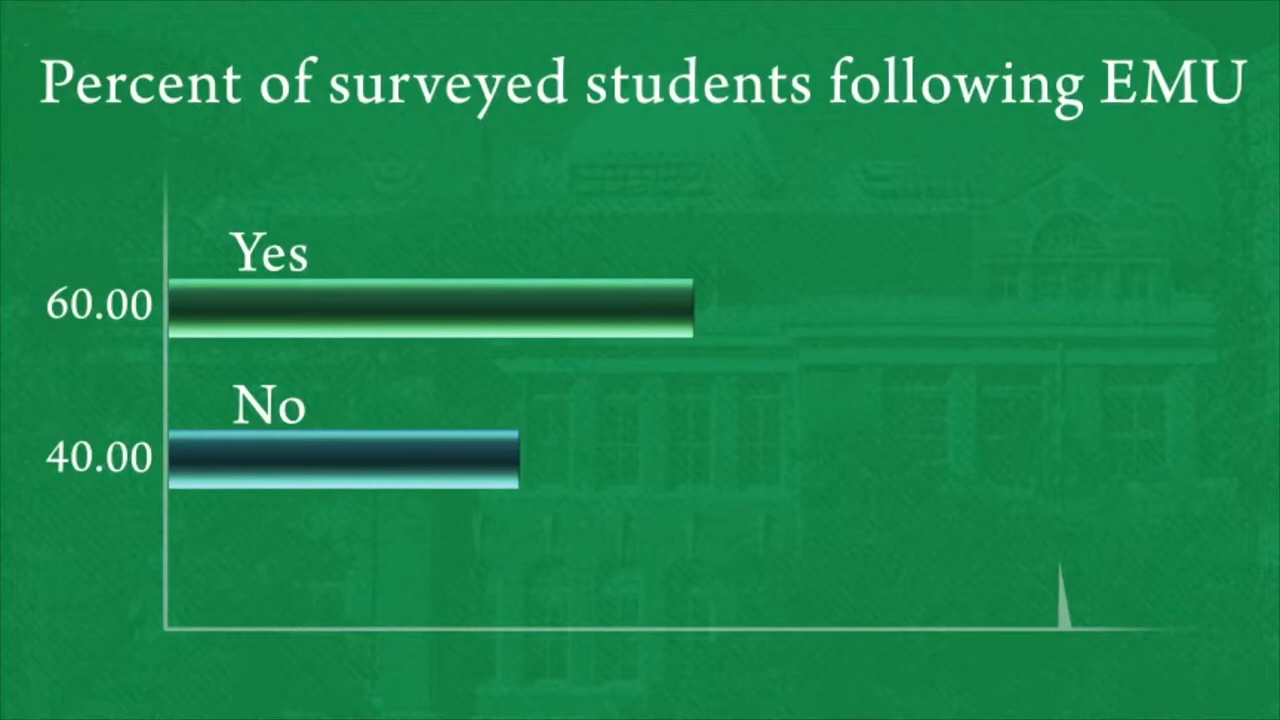 Percent of surveyed students following EMU
Yes
60.00
No
40.00